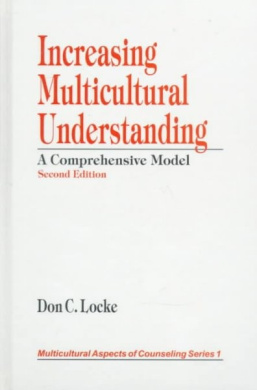 Increasing
Multicultural
Understanding
A Comprehensive Model
Second Edition
Don C. Locke
Multicultural Aspects of Counseling Series 1